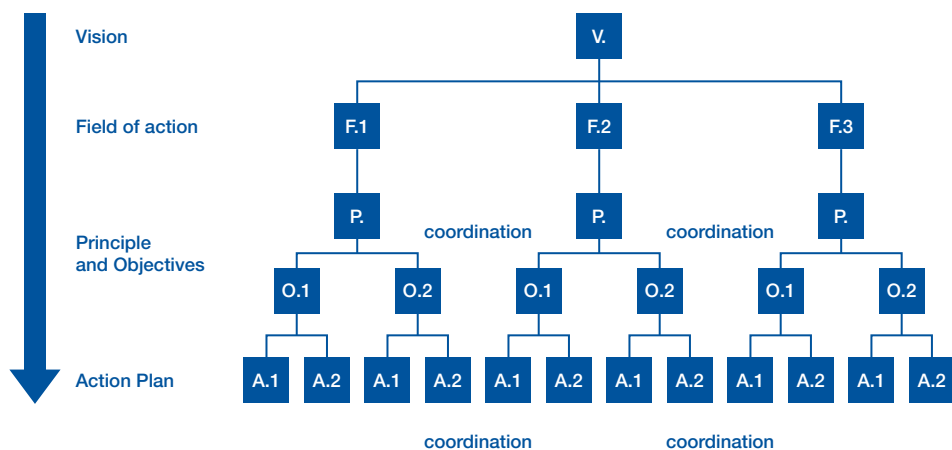 Vision
V.
Field of action
F.1 F.2 F.3
P. P. P.
coordination coordination
Principle
and Objectives
O.1 O.2 O.1 O.2 O.1 O.2
Action Plan
A.1 A.2 A.1 A.2 A.1 A.2 A.1 A.2 A.1 A.2 A.1 A.2
coordination coordination